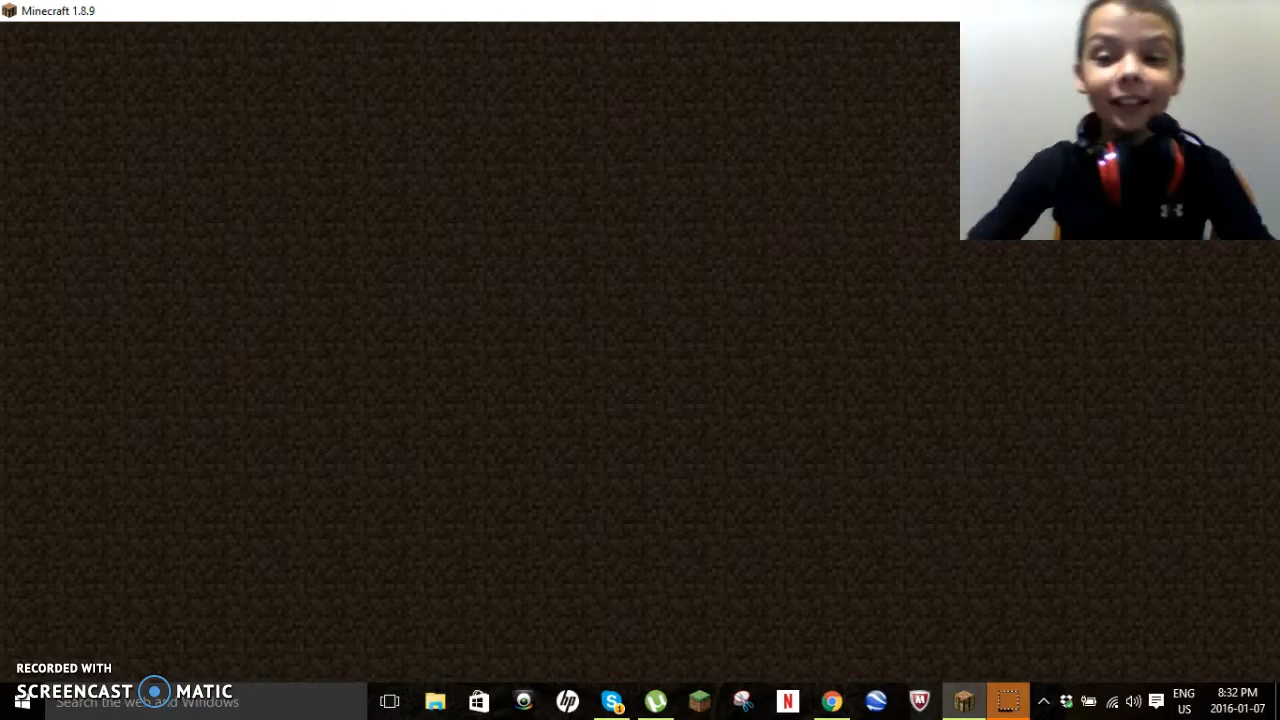 Minecraft 1.8.9
RECORDED WITH
SCREENCAST MATIC
Search the web and Windows
ENG
US
8:32 PM
2016-01-07